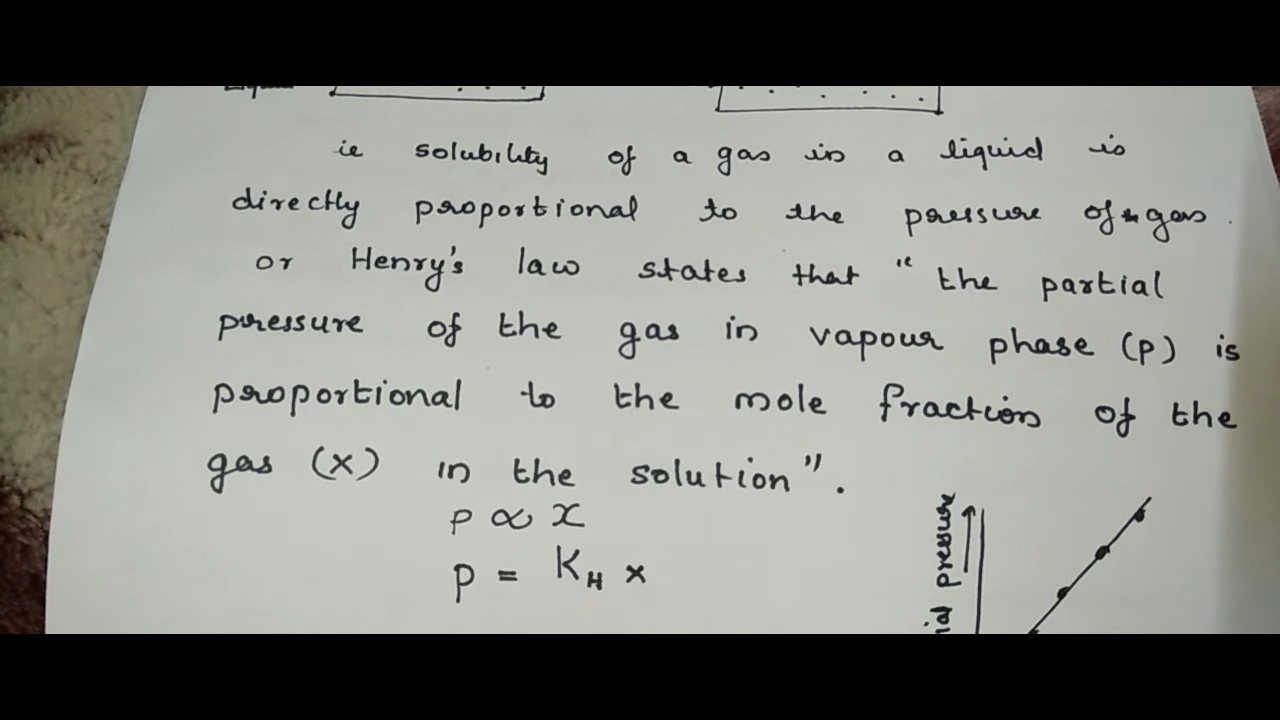 ie solubility of a gas in a liquid is
directly proportional to the pressure of gas.
or Henry's law states that "the partial
pressure of the gas in vapour phase (p) is
proportional to the mole fraction of the
gas (x) in the solution".
p ∝ x
p = K_H x
pressure